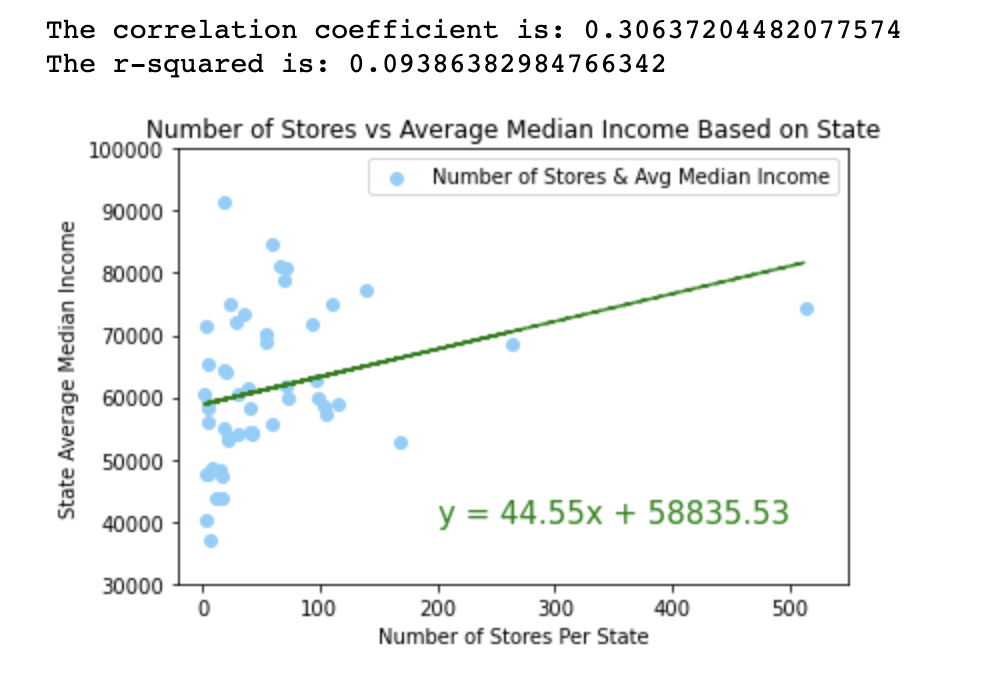 The correlation coefficient is: 0.30637204482077574
The r-squared is: 0.09386382984766342
Number of Stores vs Average Median Income Based on State
Number of Stores & Avg Median Income
State Average Median Income
100000
90000
80000
70000
60000
50000
40000
30000
y = 44.55x + 58835.53
0 100 200 300 400 500
Number of Stores Per State